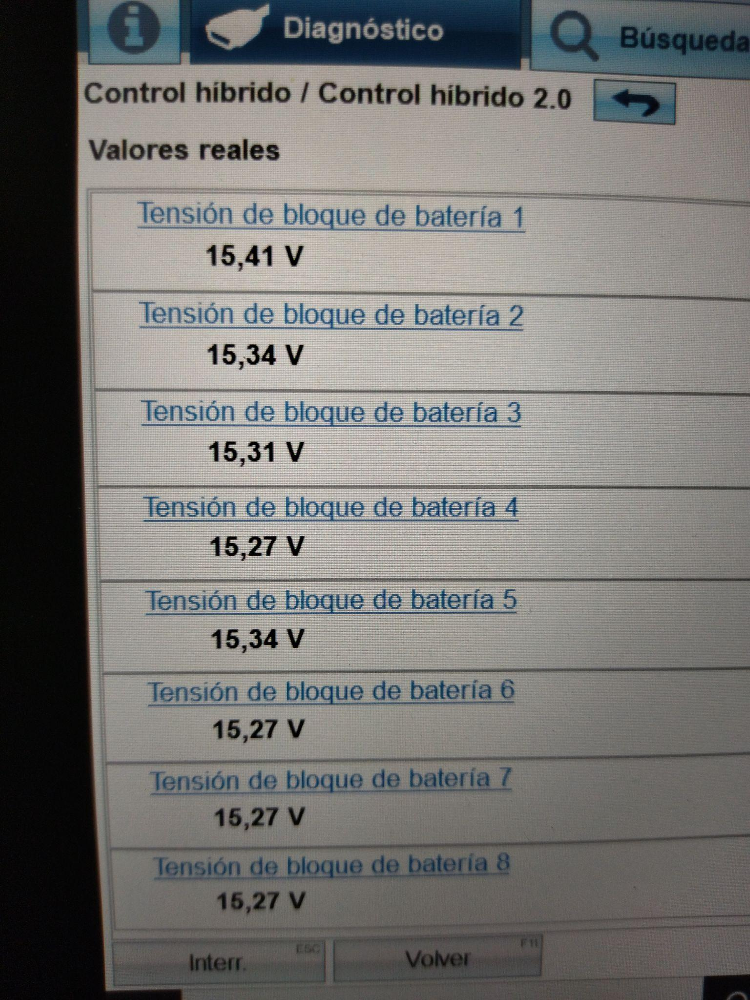 Diagnóstico
Búsqueda
Control híbrido / Control híbrido 2.0
Valores reales
Tensión de bloque de batería 1
15,41 V
Tensión de bloque de batería 2
15,34 V
Tensión de bloque de batería 3
15,31 V
Tensión de bloque de batería 4
15,27 V
Tensión de bloque de batería 5
15,34 V
Tensión de bloque de batería 6
15,27 V
Tensión de bloque de batería 7
15,27 V
Tensión de bloque de batería 8
15,27 V
Interr. ESC
Volver F11